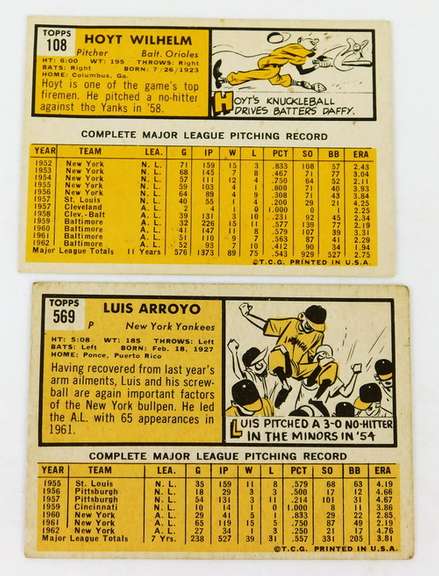 TOPPS
108
HOYT WILHELM
Pitcher Balt. Orioles
HT: 6:00 WT: 195 THROWS: Right
BATS: Right BORN: 7/26/1923
HOME: Columbus, Ga.
Hoyt is one of the game's top
firemen. He pitched a no-hitter
against the Yanks in '58.
HOYT'S KNUCKLEBALL
DRIVES BATTERS DAFFY.
COMPLETE MAJOR LEAGUE PITCHING RECORD
YEAR TEAM LEA. G IP W L PCT SO BB ERA
1952 New York N.L. 71 159 15 3 .833 108 57
1953 New York N.L. 68 145 7 8 .467 77 3.04
1954 New York N.L. 57 111 12 4 .750 64 52 2.11
1955 New York N.L. 59 103 4 1 .800 71 40 3.93
1956 New York N.L. 64 89 4 9 .308 71 43 3.84
1957 St. Louis N.L. 40 55 1 4 .200 29 21 4.25
1957 Cleveland A.L. 2 1 0 1.000
1958 Clev.-Balt A.L. 39 131 3 10 92 45 2.34
1959 Baltimore A.L. 32 226 15 11 .577 139 77 2.19
1960 Baltimore A.L. 41 147 11 8 .579 107 39 3.31
1961 Baltimore A.L. 51 110 9 7 .563 87 41 2.29
1962 Baltimore A.L. 52 93 7 10 .412 90 34 1.94
Major League Totals 11 Years 576 1373 89 75 .543 929 527 2.75
©T.C.G. PRINTED IN U.S.A.
TOPPS
569
LUIS ARROYO
P New York Yankees
HT: 5:08 WT: 185 THROWS: Left
BATS: Left BORN: Feb. 18, 1927
HOME: Ponce, Puerto Rico
Having recovered from last year's
arm ailments, Luis and his screw-
ball are again important factors
of the New York bullpen. He led
the A.L. with 65 appearances in
1961.
LUIS PITCHED A 3-0 NO-HITTER
IN THE MINORS IN '54
COMPLETE MAJOR LEAGUE PITCHING RECORD
YEAR TEAM LEA. G IP W L PCT SO BB ERA
1955 St. Louis N.L. 35 159 11 8 .579 68 63 4.19
1956 Pittsburgh N.L. 18 29 3 3 .500 17 12 4.66
1957 Pittsburgh N.L. 54 131 3 11 .214 101 31 4.67
1959 Cincinnati N.L. 10 14 1 0 1.000 8 11 3.86
1960 New York A.L. 29 41 5 1 .833 29 22 2.85
1961 New York A.L. 65 119 15 5 .750 87 49 2.19
1962 New York A.L. 27 34 1 3 .250 21 17 4.76
Major League Totals 7 Yrs. 238 527 39 31 .557 331 205 3.81
©T.C.G. PRINTED IN U.S.A.